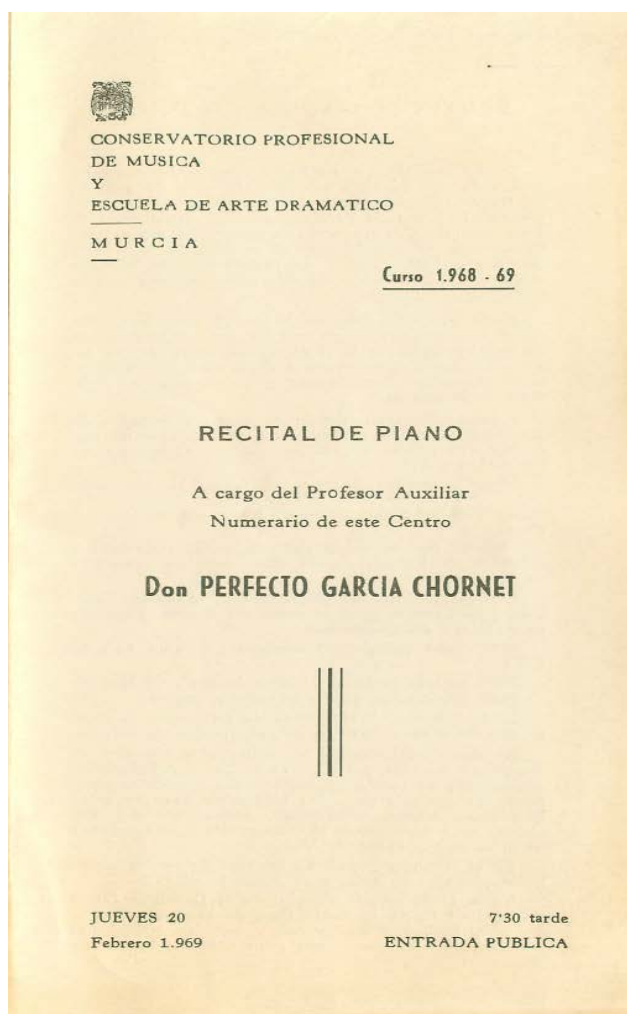 CONSERVATORIO PROFESIONAL
DE MUSICA
Y
ESCUELA DE ARTE DRAMATICO
MURCIA
Curso 1.968 - 69
RECITAL DE PIANO
A cargo del Profesor Auxiliar
Numerario de este Centro
Don PERFECTO GARCIA CHORNET
JUEVES 20
7'30 tarde
Febrero 1.969
ENTRADA PUBLICA